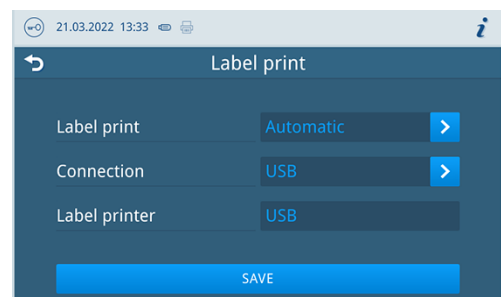 21.03.2022 13:33
i
Label print
Label print Automatic
Connection USB
Label printer USB
SAVE